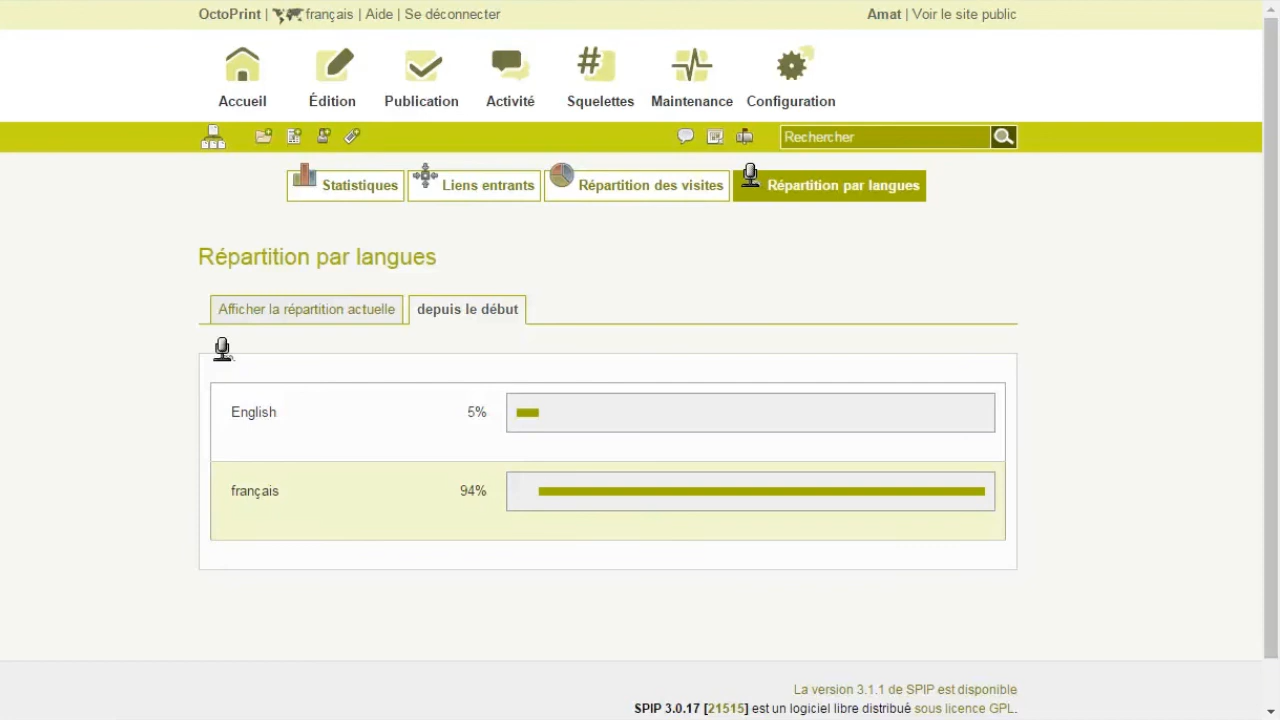 OctoPrint | français | Aide | Se déconnecter
Amat | Voir le site public
Accueil Édition Publication Activité Squelettes Maintenance Configuration
Rechercher
Statistiques Liens entrants Répartition des visites Répartition par langues
Répartition par langues
Afficher la répartition actuelle depuis le début
English 5%
français 94%
La version 3.1.1 de SPIP est disponible
SPIP 3.0.17 [21515] est un logiciel libre distribué sous licence GPL.